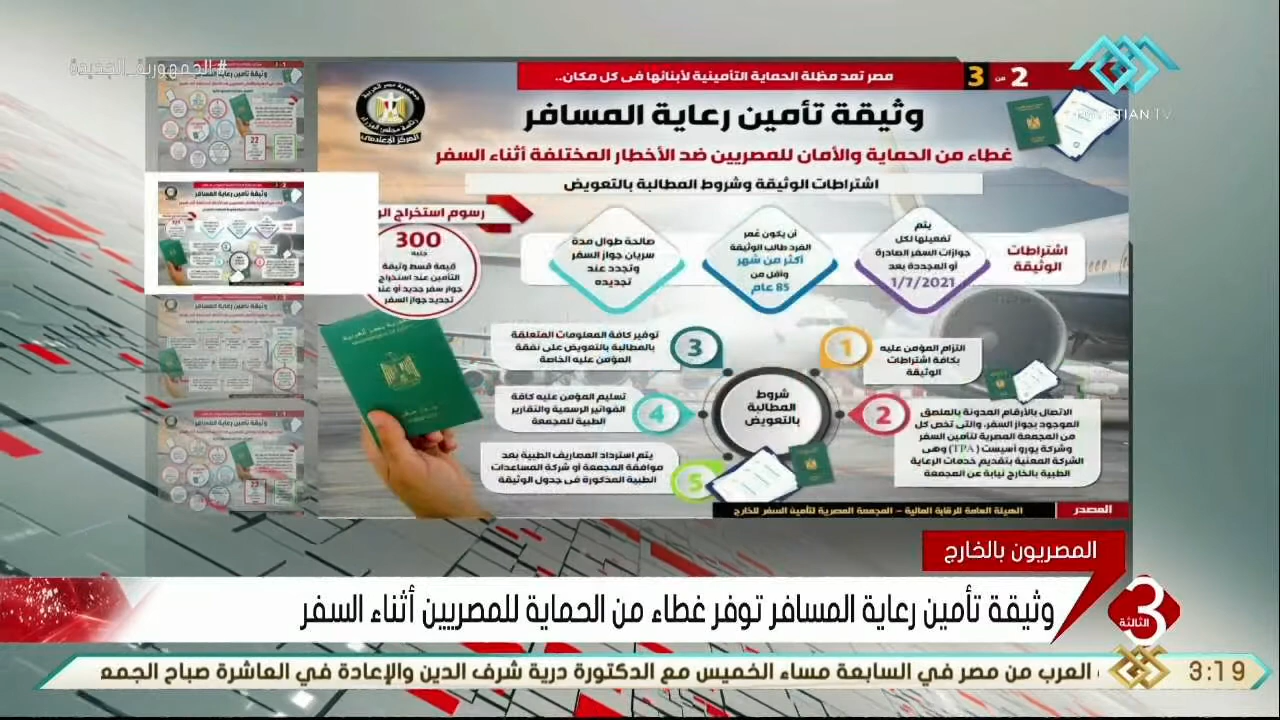 #الجمهورية_الجديدة
EGYPTIAN TV
مصر تمد مظلة الحماية التأمينية لأبنائها فى كل مكان..
2 من 3
وثيقة تأمين رعاية المسافر
غطاء من الحماية والأمان للمصريين ضد الأخطار المختلفة أثناء السفر
اشتراطات الوثيقة وشروط المطالبة بالتعويض
اشتراطات
الوثيقة
يتم
تفعيلها لكل
جوازات السفر الصادرة
أو المجددة بعد
1/7/2021
أن يكون عُمر
الفرد طالب الوثيقة
أكثر من شهر
وأقل من
85 عام
صالحة طوال مدة
سريان جواز السفر
وتجدد عند
تجديده
رسوم استخراج
300
جنيه
قيمة قسط وثيقة
التأمين عند استخراج
جواز سفر جديد أو
تجديد جواز السفر
شروط
المطالبة
بالتعويض
1
التزام المؤمن عليه
بكافة اشتراطات
الوثيقة
2
الاتصال بالأرقام المدونة بالملصق
الموجود بجواز السفر، والتى تخص كل
من المجمعة المصرية لتأمين السفر
وشركة يورو أسيست (TPA) وهى
الشركة المعنية بتقديم خدمات الرعاية
الطبية بالخارج نيابة عن المجمعة
3
توفير كافة المعلومات المتعلقة
بالمطالبة بالتعويض على نفقة
المؤمن عليه الخاصة
4
تسليم المؤمن عليه كافة
الفواتير الرسمية والتقارير
الطبية للمجمعة
5
يتم استرداد المصاريف الطبية بعد
موافقة المجمعة أو شركة المساعدات
الطبية المذكورة فى جدول الوثيقة
المصدر
الهيئة العامة للرقابة المالية – المجمعة المصرية لتأمين السفر للخارج
المصريون بالخارج
وثيقة تأمين رعاية المسافر توفر غطاء من الحماية للمصريين أثناء السفر
3
الثالثة
العرب من مصر في السابعة مساء الخميس مع الدكتورة درية شرف الدين والإعادة في العاشرة صباح الجمع
3:19